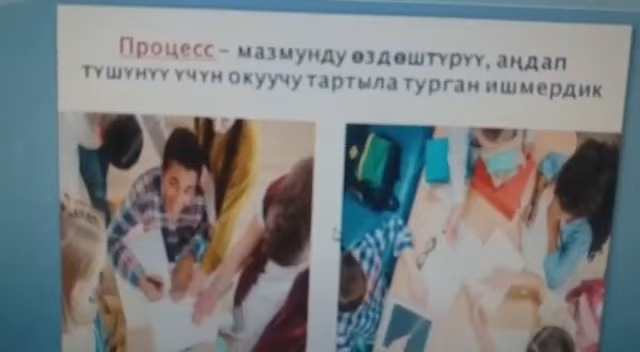 Процесс – мазмунду өздөштүрүү, аңдап
түшүнүү үчүн окуучу тартыла турган ишмердик